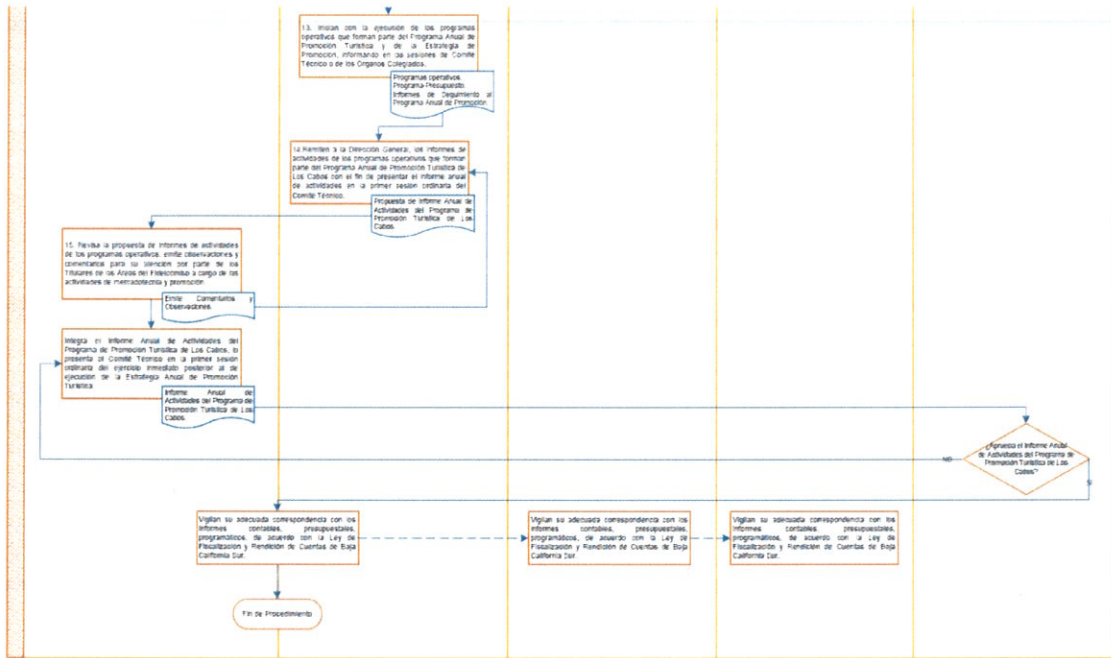 13. Inician con la ejecución de los programas
operativos que forman parte del Programa Anual de
Promoción Turística y de la Estrategia de
Promoción, informando en las sesiones de Comité
Técnico o de los Órganos Colegiados.
Programas operativos.
Programa-Presupuesto.
Informes de Seguimiento al
Programa Anual de Promoción.
14 Remiten a la Dirección General, los informes de
actividades de los programas operativos que forman
parte del Programa Anual de Promoción Turística de
Los Cabos con el fin de presentar el informe anual
de actividades en la primer sesión ordinaria del
Comité Técnico.
Propuesta de Informe Anual de
Actividades del Programa de
Promoción Turística de Los
Cabos.
15. Revisa la propuesta de informes de actividades
de los programas operativos, emite observaciones y
comentarios para su atención por parte de los
Titulares de las Áreas del Fideicomiso a cargo de las
actividades de mercadotecnia y promoción.
Emite Comentarios y
Observaciones.
Integra el Informe Anual de Actividades del
Programa de Promoción Turística de Los Cabos, lo
presenta al Comité Técnico en la primer sesión
ordinaria del ejercicio inmediato posterior al de
ejecución de la Estrategia Anual de Promoción
Turística.
Informe Anual de
Actividades del Programa de
Promoción Turística de Los
Cabos.
¿Aprueba el Informe Anual
de Actividades del Programa de
Promoción Turística de Los
Cabos?
NO
Vigilan su adecuada correspondencia con los
informes contables, presupuestales,
programáticos, de acuerdo con la Ley de
Fiscalización y Rendición de Cuentas de Baja
California Sur.
Vigilan su adecuada correspondencia con los
informes contables, presupuestales,
programáticos, de acuerdo con la Ley de
Fiscalización y Rendición de Cuentas de Baja
California Sur.
Vigilan su adecuada correspondencia con los
informes contables, presupuestales,
programáticos, de acuerdo con la Ley de
Fiscalización y Rendición de Cuentas de Baja
California Sur.
Fin de Procedimiento